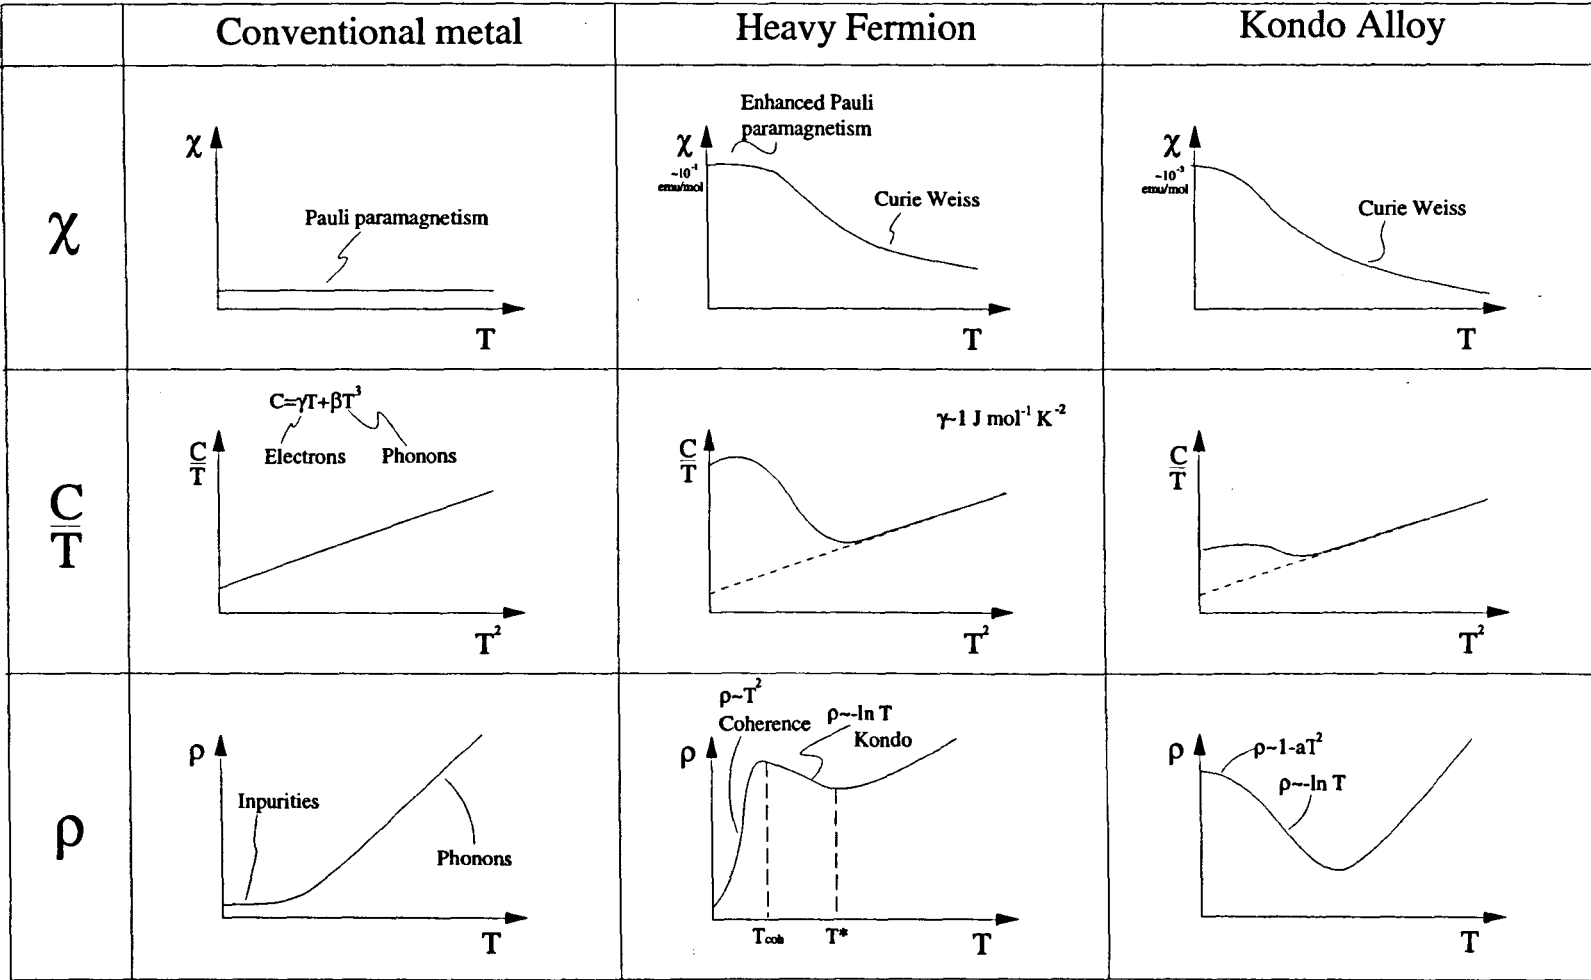 Conventional metal
Heavy Fermion
Kondo Alloy
χ
χ
Pauli paramagnetism
T
Enhanced Pauli
paramagnetism
χ
~10⁻¹
emu/mol
Curie Weiss
T
χ
~10⁻³
emu/mol
Curie Weiss
T
C
T
C=γT+βT³
C
T
Electrons
Phonons
T²
γ~1 J mol⁻¹ K⁻²
C
T
T²
C
T
T²
ρ
ρ
Inpurities
Phonons
T
ρ~T²
Coherence
ρ~-ln T
Kondo
ρ
T_coh
T*
T
ρ
ρ~1-aT²
ρ~-ln T
T